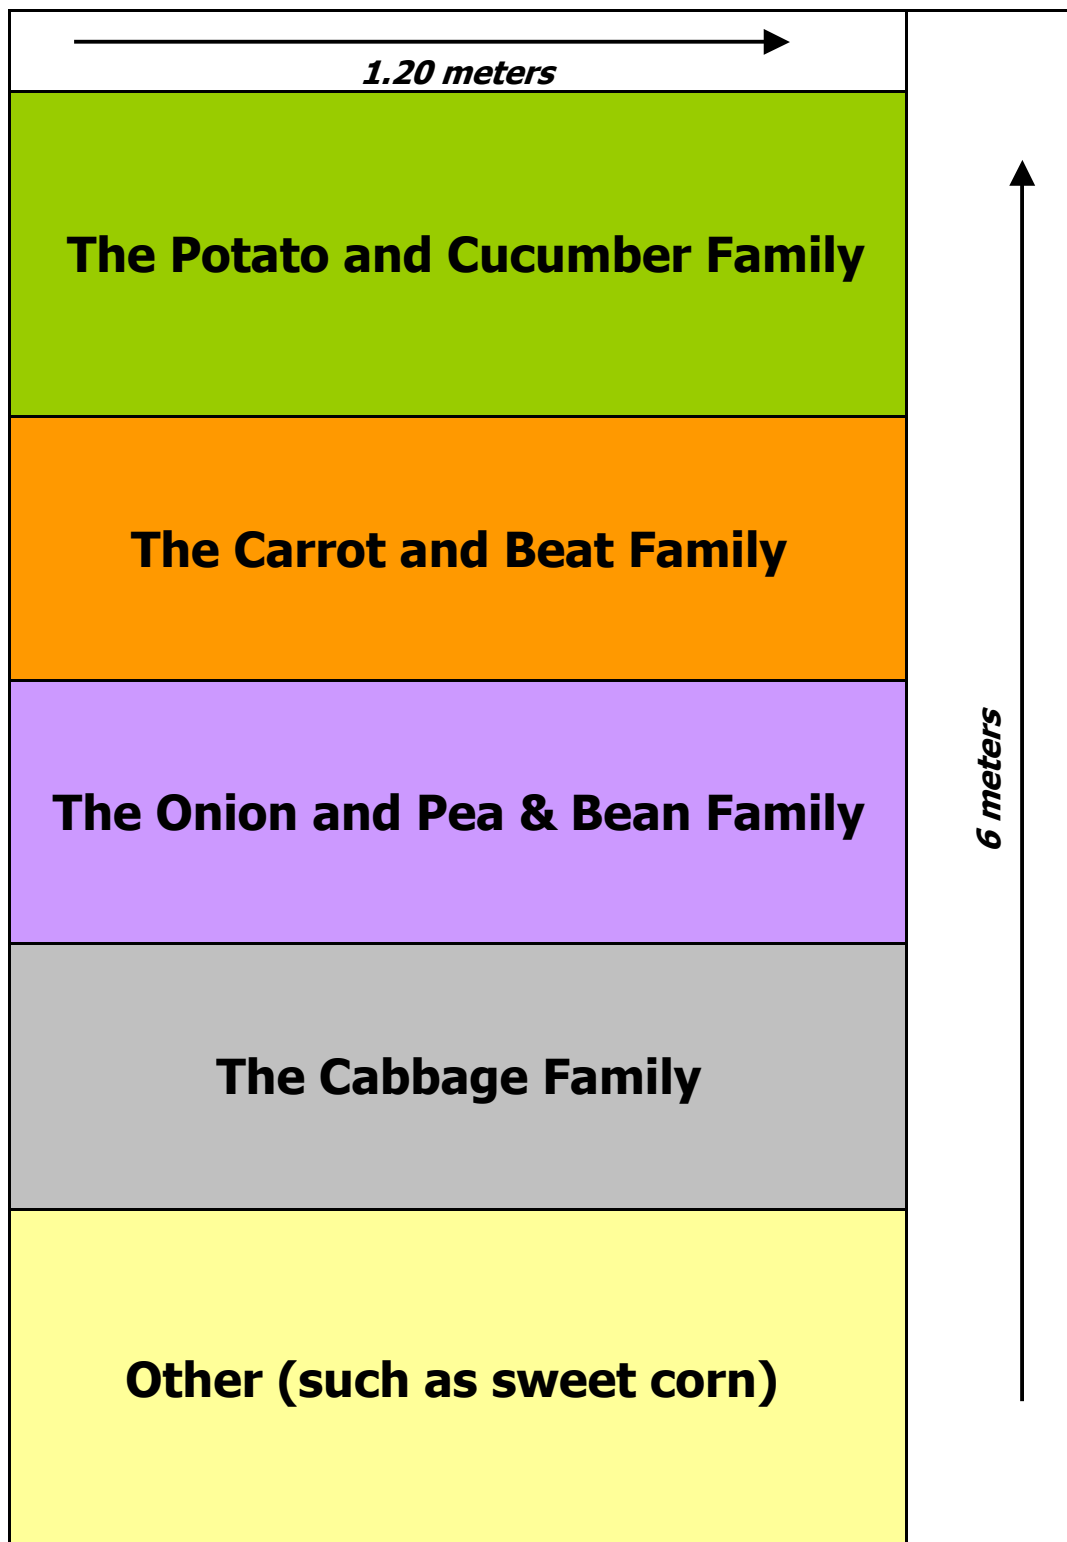 1.20 meters
The Potato and Cucumber Family
The Carrot and Beat Family
6 meters
The Onion and Pea & Bean Family
The Cabbage Family
Other (such as sweet corn)